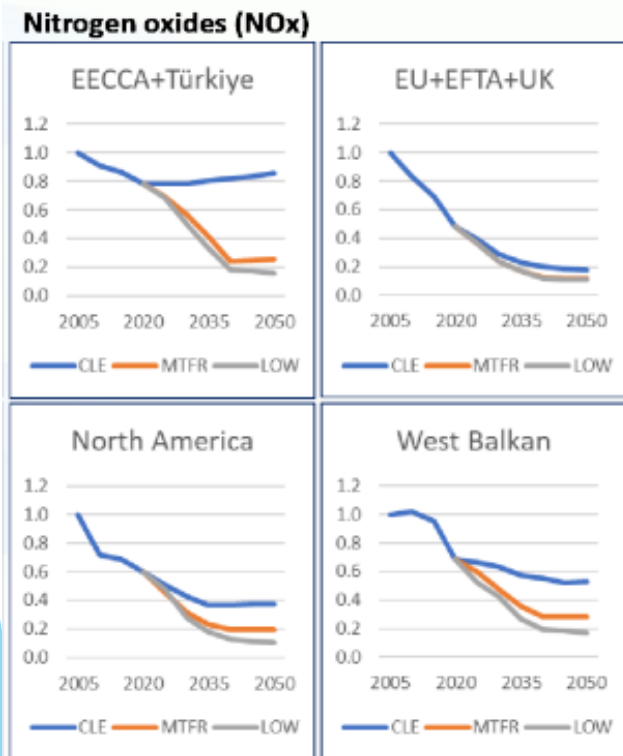 Nitrogen oxides (NOx)
EECCA+Türkiye
1.2
1.0
0.8
0.6
0.4
0.2
0.0
2005 2020 2035 2050
CLE MTFR LOW
EU+EFTA+UK
1.2
1.0
0.8
0.6
0.4
0.2
0.0
2005 2020 2035 2050
CLE MTFR LOW
North America
1.2
1.0
0.8
0.6
0.4
0.2
0.0
2005 2020 2035 2050
CLE MTFR LOW
West Balkan
1.2
1.0
0.8
0.6
0.4
0.2
0.0
2005 2020 2035 2050
CLE MTFR LOW